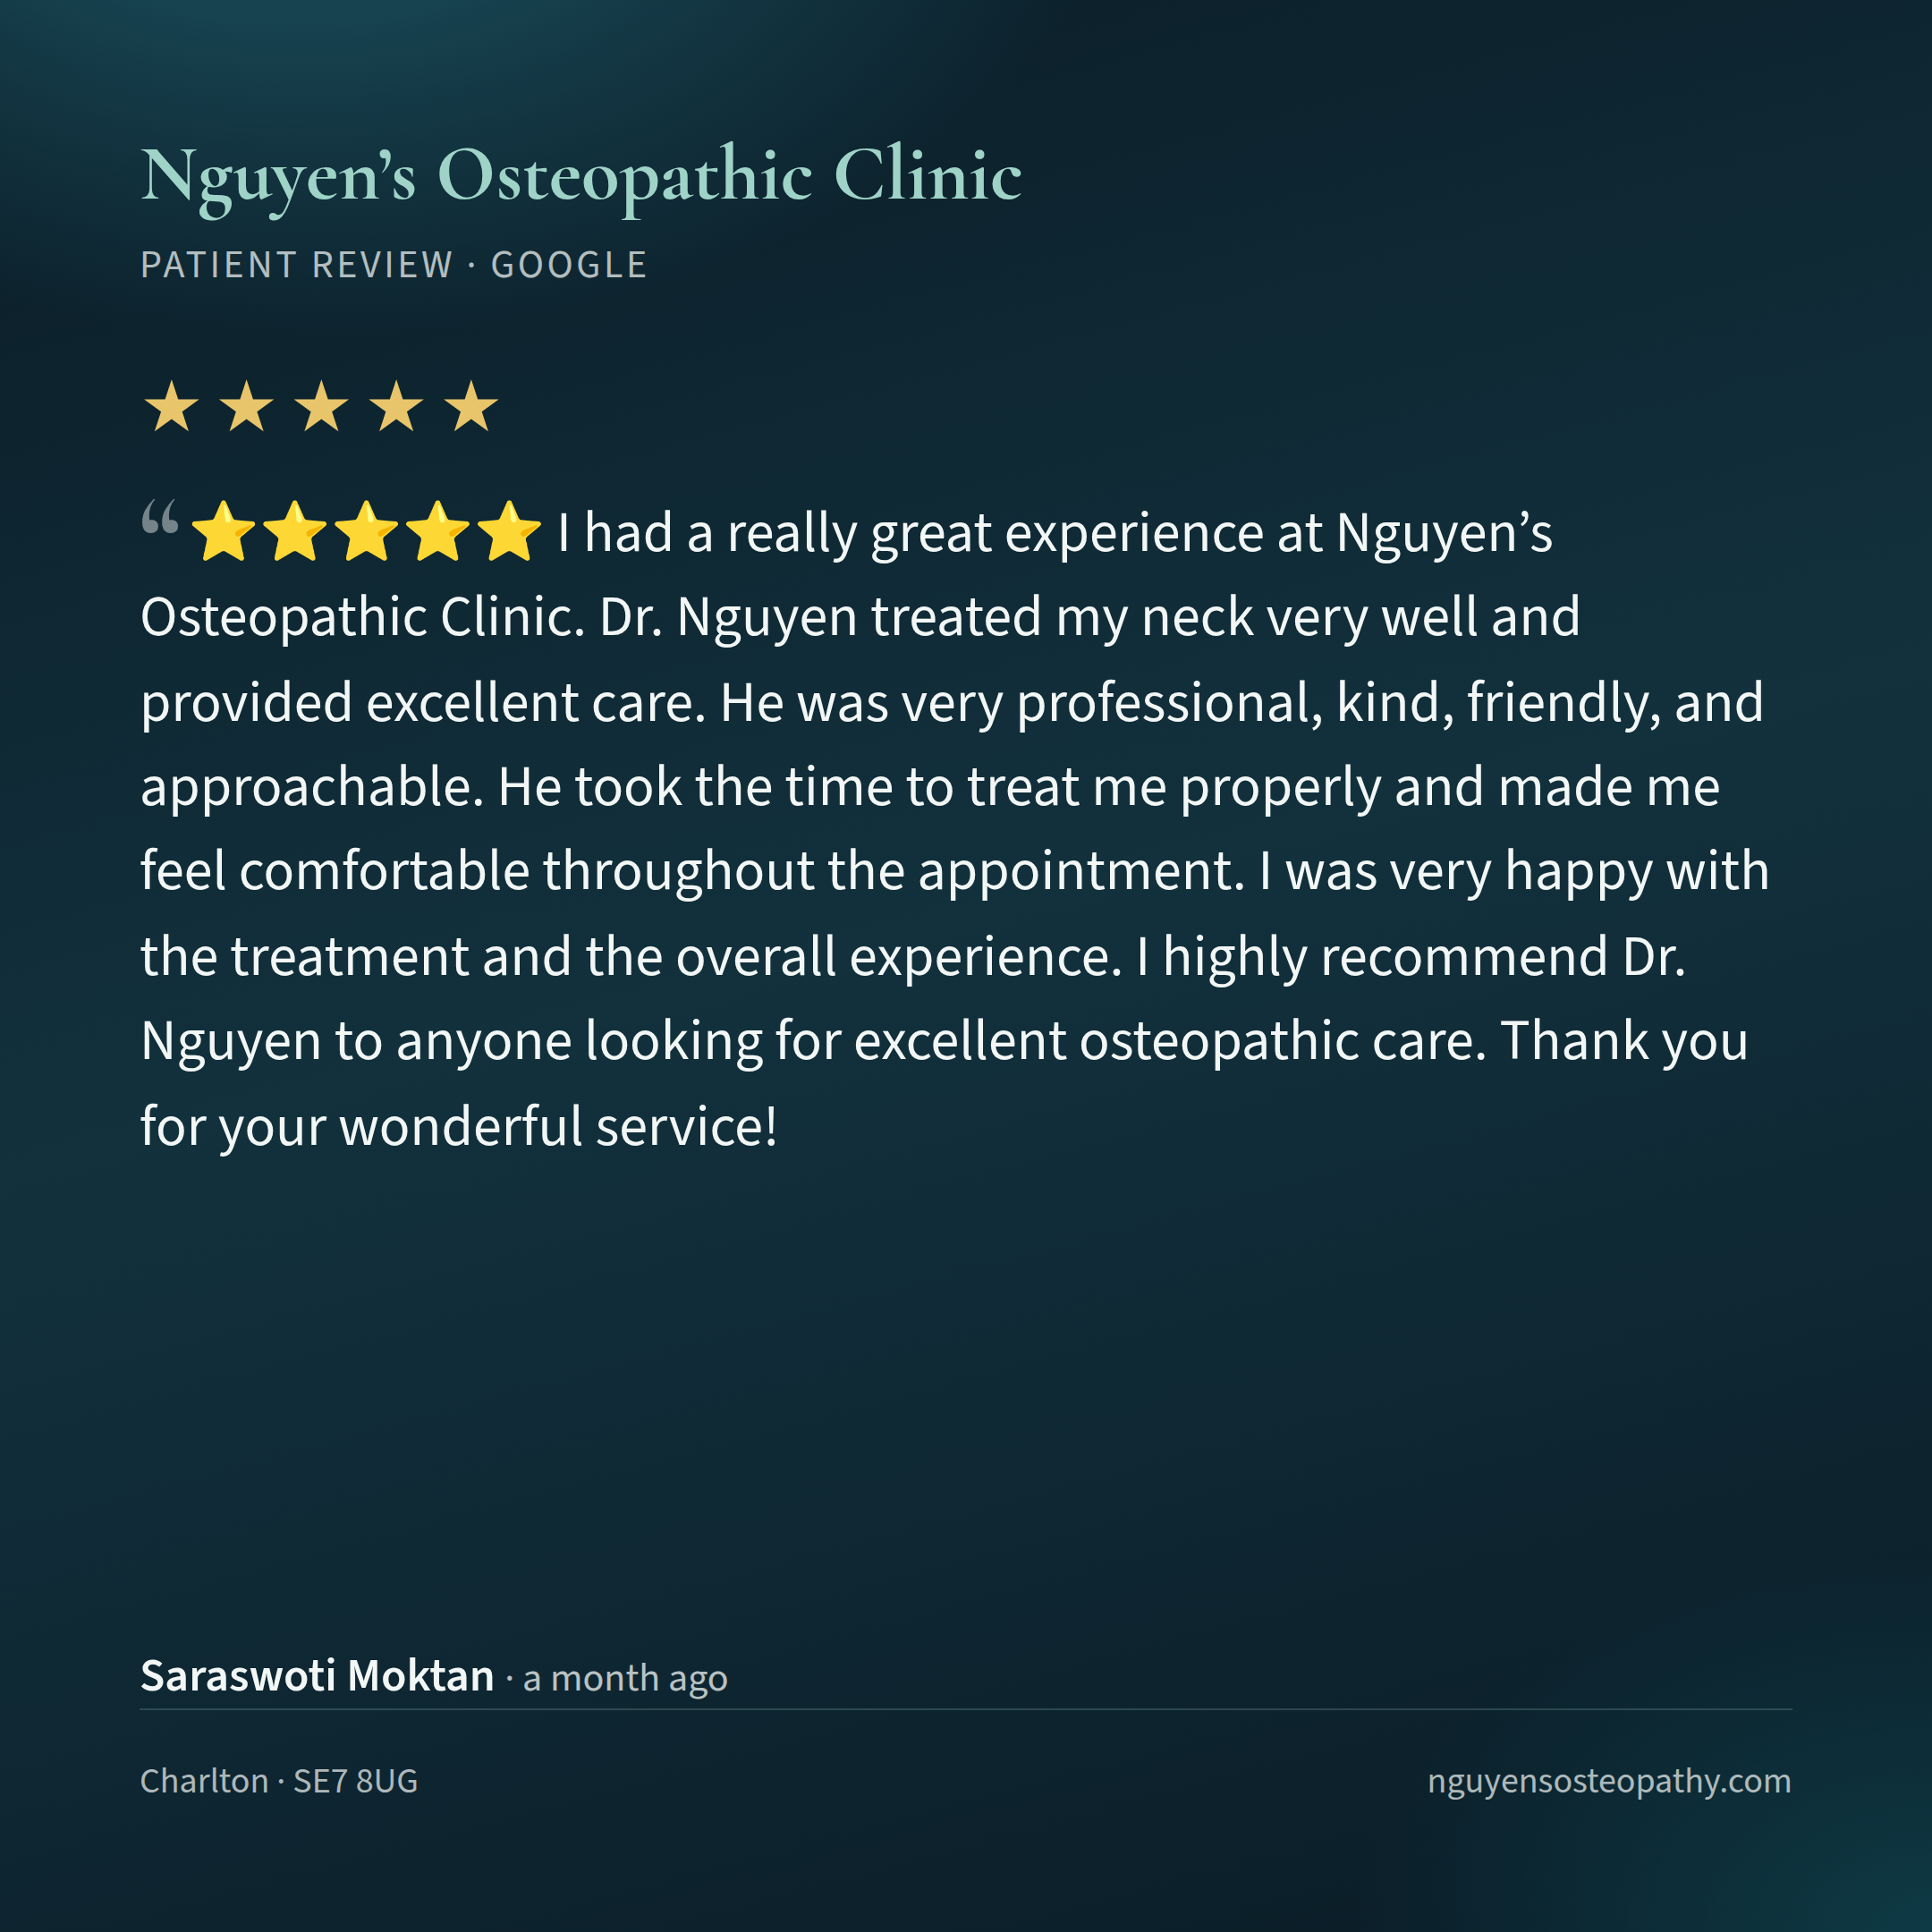 Nguyen’s Osteopathic Clinic
PATIENT REVIEW · GOOGLE
★★★★★
“⭐⭐⭐⭐⭐ I had a really great experience at Nguyen’s
Osteopathic Clinic. Dr. Nguyen treated my neck very well and
provided excellent care. He was very professional, kind, friendly, and
approachable. He took the time to treat me properly and made me
feel comfortable throughout the appointment. I was very happy with
the treatment and the overall experience. I highly recommend Dr.
Nguyen to anyone looking for excellent osteopathic care. Thank you
for your wonderful service!
Saraswoti Moktan · a month ago
Charlton · SE7 8UG
nguyensosteopathy.com